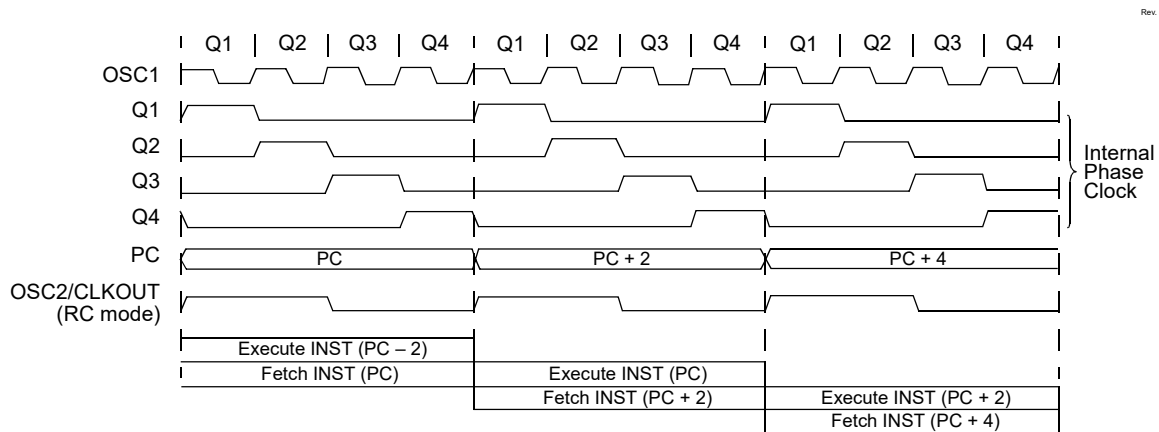 Rev.
Q1 Q2 Q3 Q4 Q1 Q2 Q3 Q4 Q1 Q2 Q3 Q4
OSC1
Q1
Q2
Q3
Q4
Internal
Phase
Clock
PC PC PC + 2 PC + 4
OSC2/CLKOUT
(RC mode)
Execute INST (PC – 2)
Fetch INST (PC) Execute INST (PC)
Fetch INST (PC + 2) Execute INST (PC + 2)
Fetch INST (PC + 4)